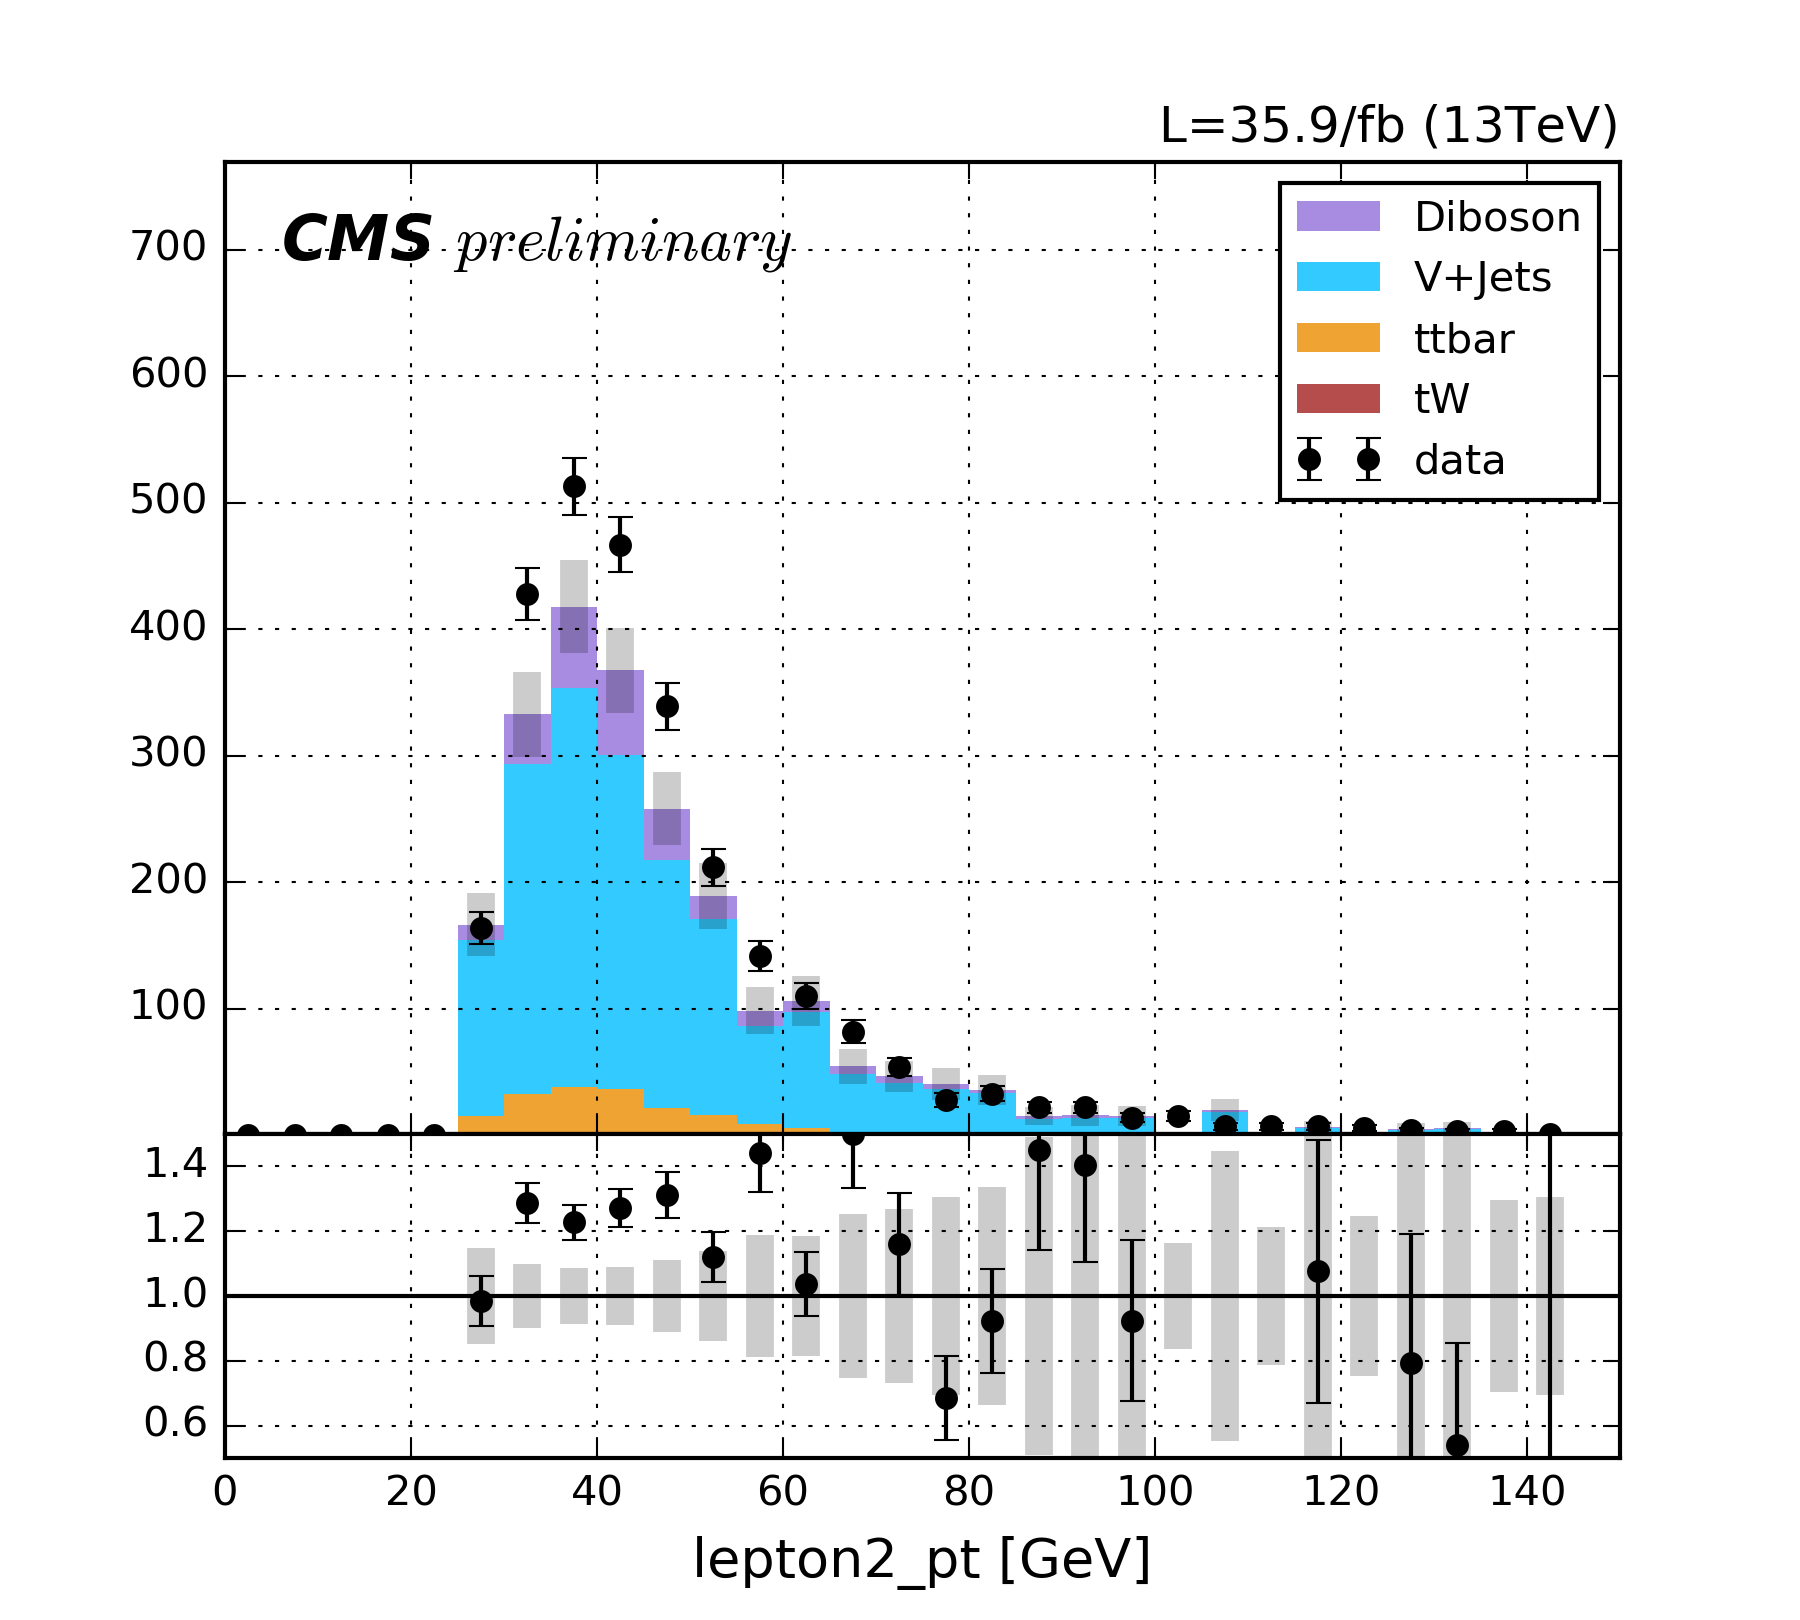 L=35.9/fb (13TeV)
CMS preliminary
Diboson
V+Jets
ttbar
tW
data
700
600
500
400
300
200
100
1.4
1.2
1.0
0.8
0.6
0 20 40 60 80 100 120 140
lepton2_pt [GeV]